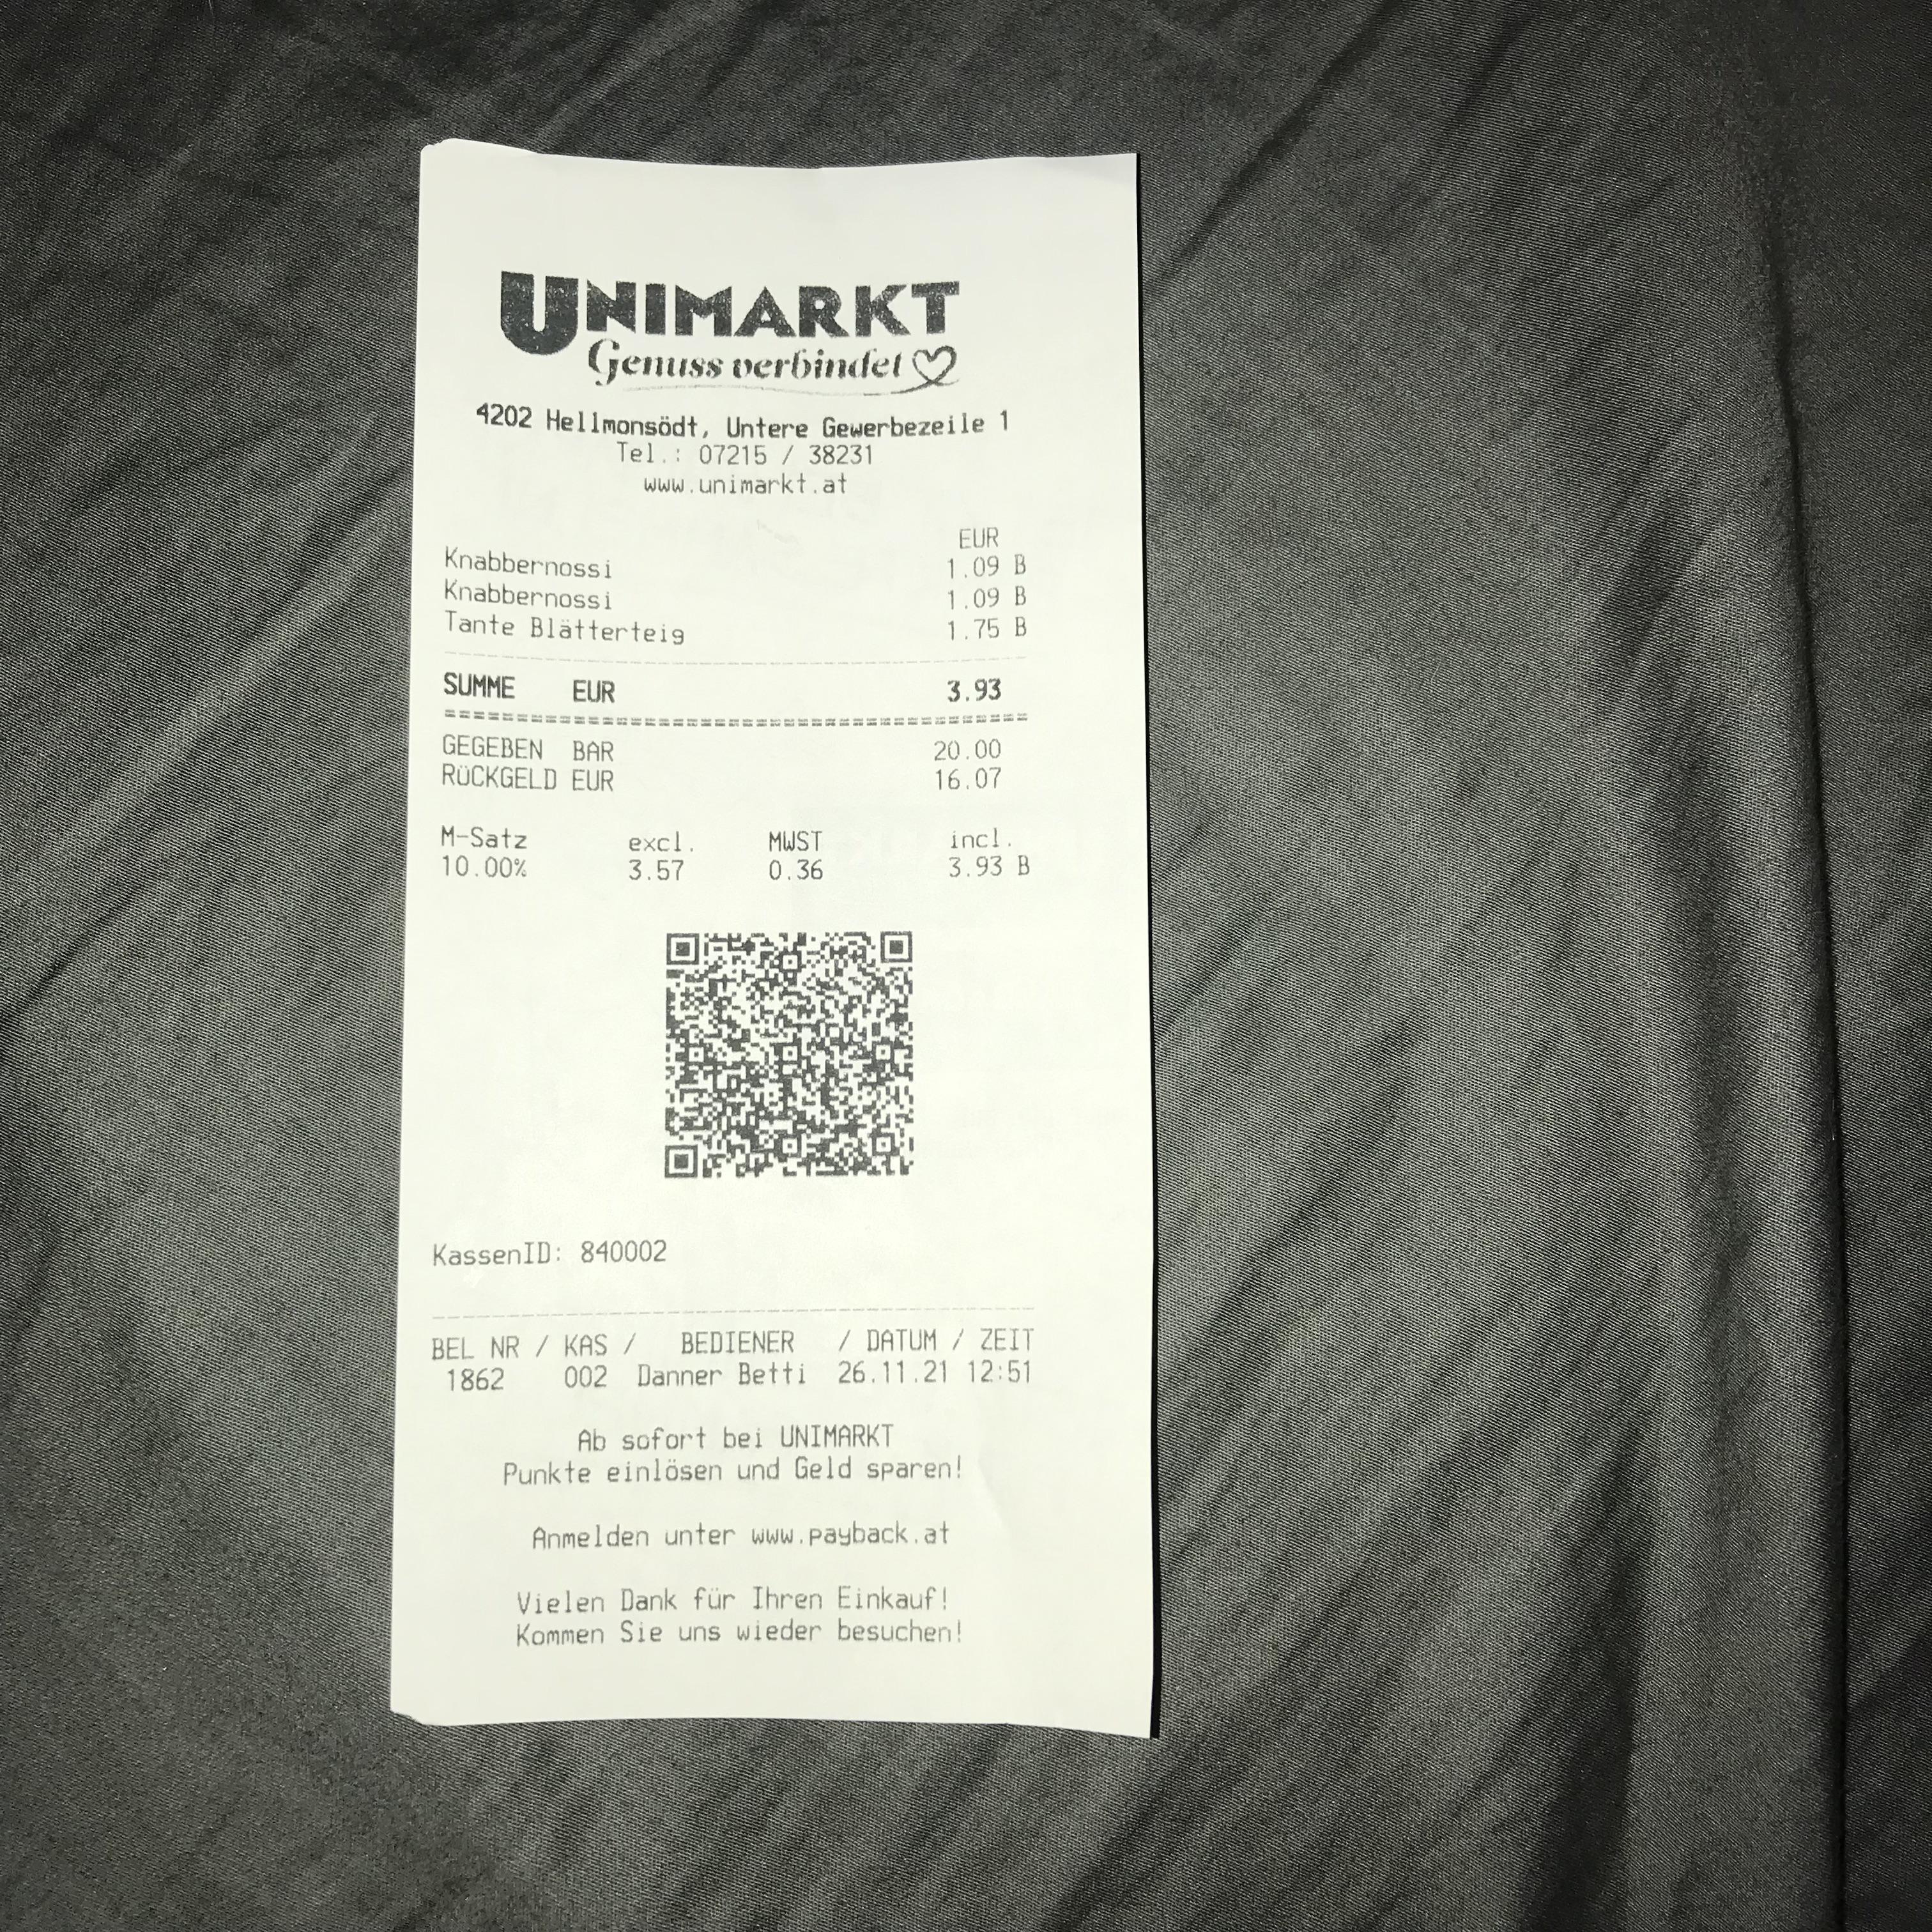 UNIMARKT
Genuss verbindet
4202 Hellmonsödt, Untere Gewerbezeile 1
Tel.: 07215 / 38231
www.unimarkt.at
EUR
Knabbernossi 1.09 B
Knabbernossi 1.09 B
Tante Blätterteig 1.75 B
SUMME EUR 3.93
GEGEBEN BAR 20.00
RÜCKGELD EUR 16.07
M-Satz excl. MWST incl.
10.00% 3.57 0.36 3.93 B
KassenID: 840002
BEL NR / KAS / BEDIENER / DATUM / ZEIT
1862 002 Danner Betti 26.11.21 12:51
Ab sofort bei UNIMARKT
Punkte einlösen und Geld sparen!
Anmelden unter www.payback.at
Vielen Dank für Ihren Einkauf!
Kommen Sie uns wieder besuchen!